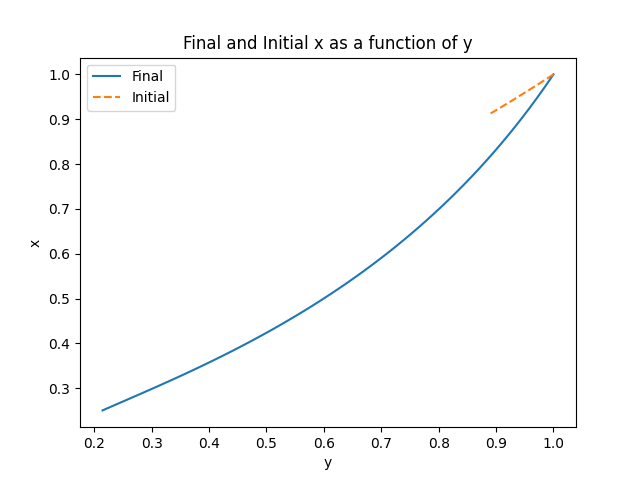 Final and Initial x as a function of y
Final
Initial
1.0
0.9
0.8
0.7
0.6
0.5
0.4
0.3
x
0.2 0.3 0.4 0.5 0.6 0.7 0.8 0.9 1.0
y